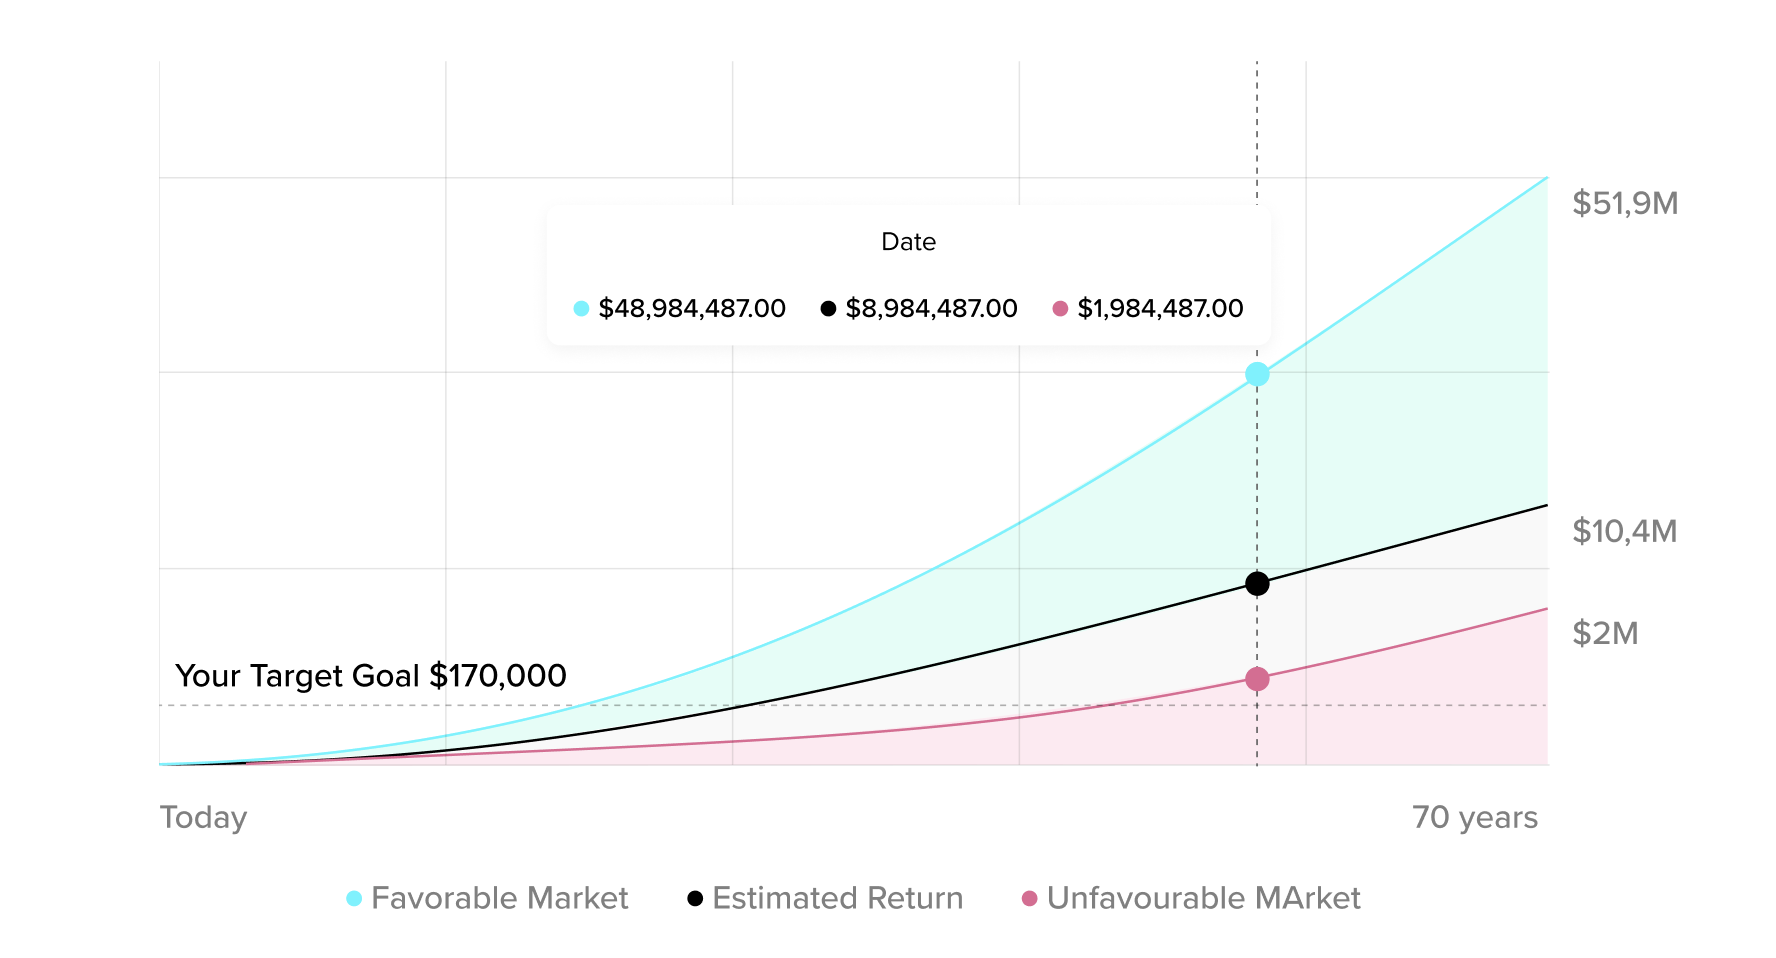 Date
$48,984,487.00 $8,984,487.00 $1,984,487.00
$51,9M
$10,4M
$2M
Your Target Goal $170,000
Today 70 years
Favorable Market Estimated Return Unfavourable MArket